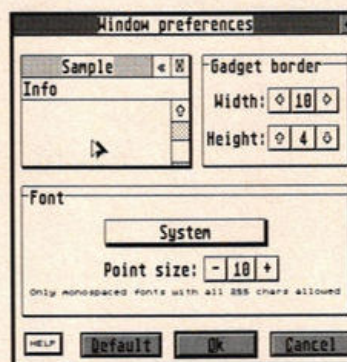 Window preferences
Sample
Info
Gadget border
Width: 10
Height: 4
Font
System
Point size: - 10 +
Only monospaced fonts with all 255 chars allowed
HELP Default Ok Cancel